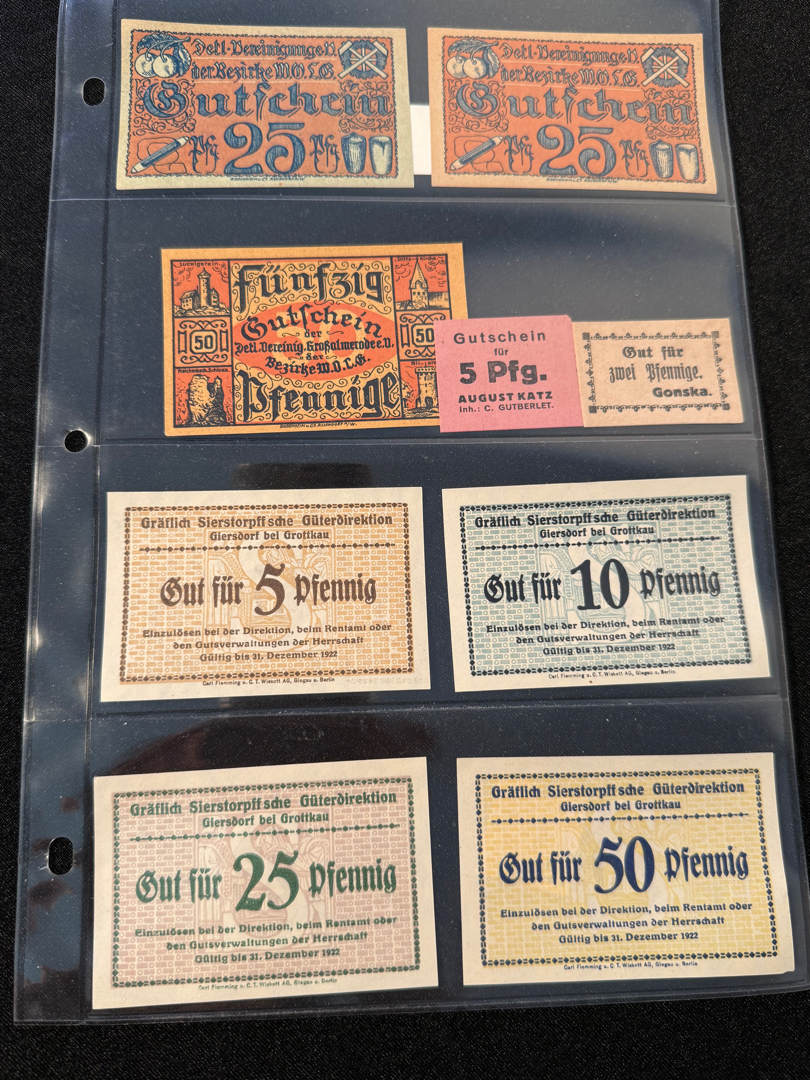 Detl-Vereinigung e.V.
der Bezirke M.O.L.G.
Gutschein
Pfg 25 Pfg
Detl-Vereinigung e.V.
der Bezirke M.O.L.G.
Gutschein
Pfg 25 Pfg
Ludwigstein.
Fünfzig
50
Gutschein
der
50
Detl. Vereinig. Großalmerode e.V.
der
Bezirke M.O.L.G.
Pfennige
Gutschein
für
5 Pfg.
AUGUST KATZ
Inh.: C. GUTBERLET.
Gut für
zwei Pfennige.
Gonska.
Gräflich Sierstorpff sche Güterdirektion
Giersdorf bei Grottkau
Gut für 5 Pfennig
Einzulösen bei der Direktion, beim Rentamt oder
den Gutsverwaltungen der Herrschaft
Gültig bis 31. Dezember 1922
Carl Flemming u. C. T. Wiskott AG, Glogau u. Berlin
Gräflich Sierstorpff sche Güterdirektion
Giersdorf bei Grottkau
Gut für 10 Pfennig
Einzulösen bei der Direktion, beim Rentamt oder
den Gutsverwaltungen der Herrschaft
Gültig bis 31. Dezember 1922
Carl Flemming u. C. T. Wiskott AG, Glogau u. Berlin
Gräflich Sierstorpff sche Güterdirektion
Giersdorf bei Grottkau
Gut für 25 Pfennig
Einzulösen bei der Direktion, beim Rentamt oder
den Gutsverwaltungen der Herrschaft
Gültig bis 31. Dezember 1922
Carl Flemming u. C. T. Wiskott AG, Glogau u. Berlin
Gräflich Sierstorpff sche Güterdirektion
Giersdorf bei Grottkau
Gut für 50 Pfennig
Einzulösen bei der Direktion, beim Rentamt oder
den Gutsverwaltungen der Herrschaft
Gültig bis 31. Dezember 1922
Carl Flemming u. C. T. Wiskott AG, Glogau u. Berlin